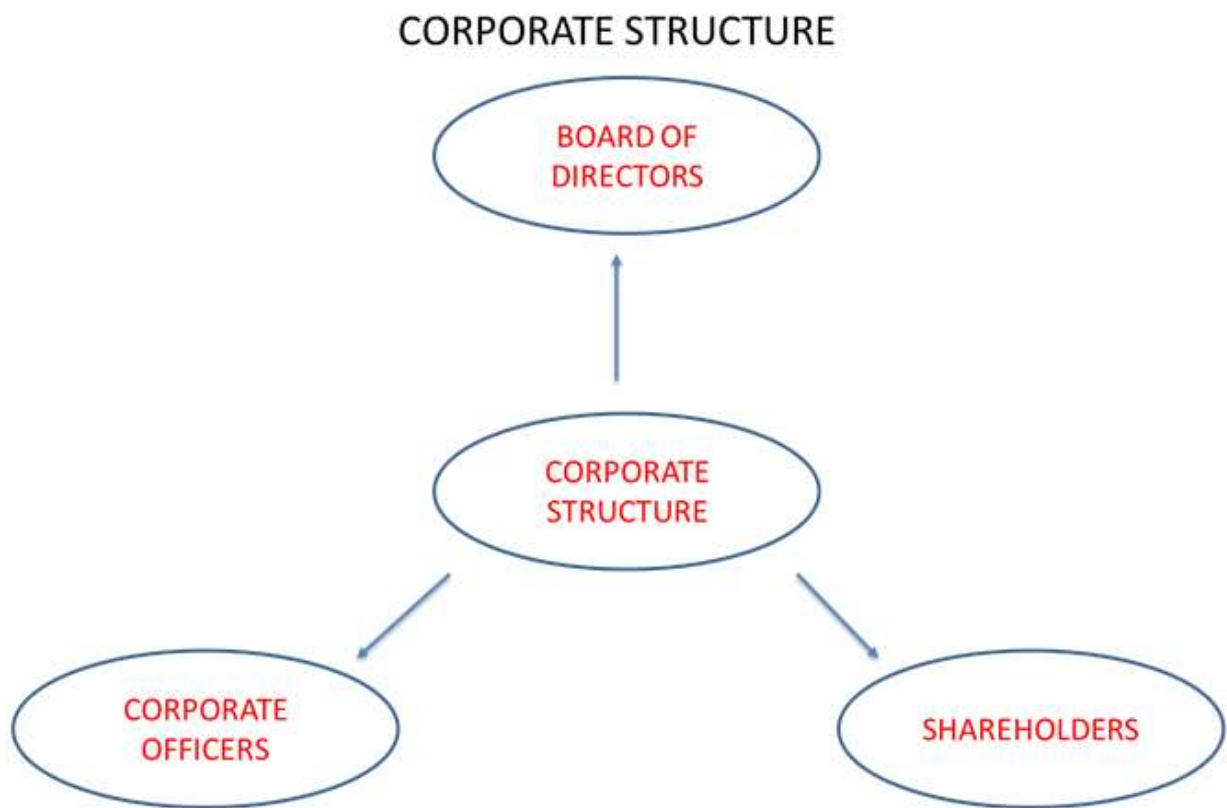 CORPORATE STRUCTURE
BOARD OF
DIRECTORS
CORPORATE
STRUCTURE
CORPORATE
OFFICERS
SHAREHOLDERS